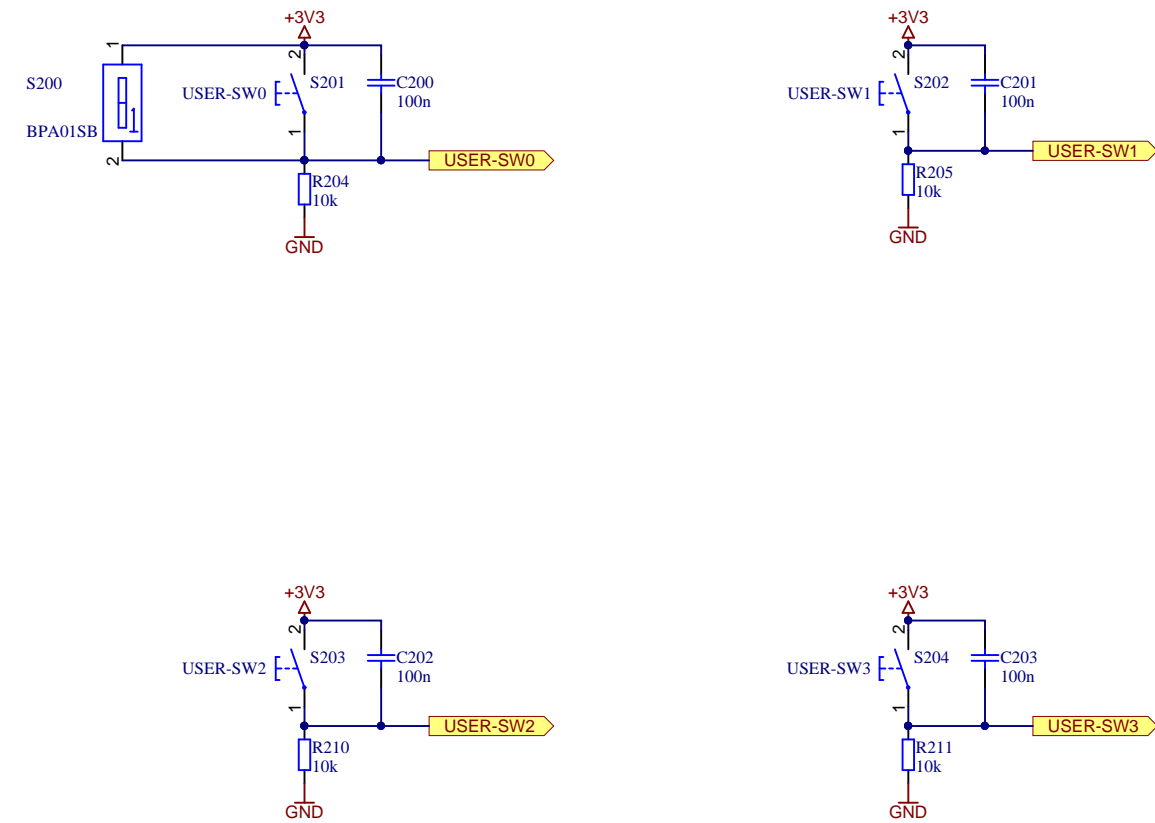 +3V3
1
2
S200
USER-SW0
S201
C200
100n
1
BPA01SB
1
2
USER-SW0
R204
10k
GND
+3V3
2
USER-SW1
S202
C201
100n
1
USER-SW1
R205
10k
GND
+3V3
2
USER-SW2
S203
C202
100n
1
USER-SW2
R210
10k
GND
+3V3
2
USER-SW3
S204
C203
100n
1
USER-SW3
R211
10k
GND